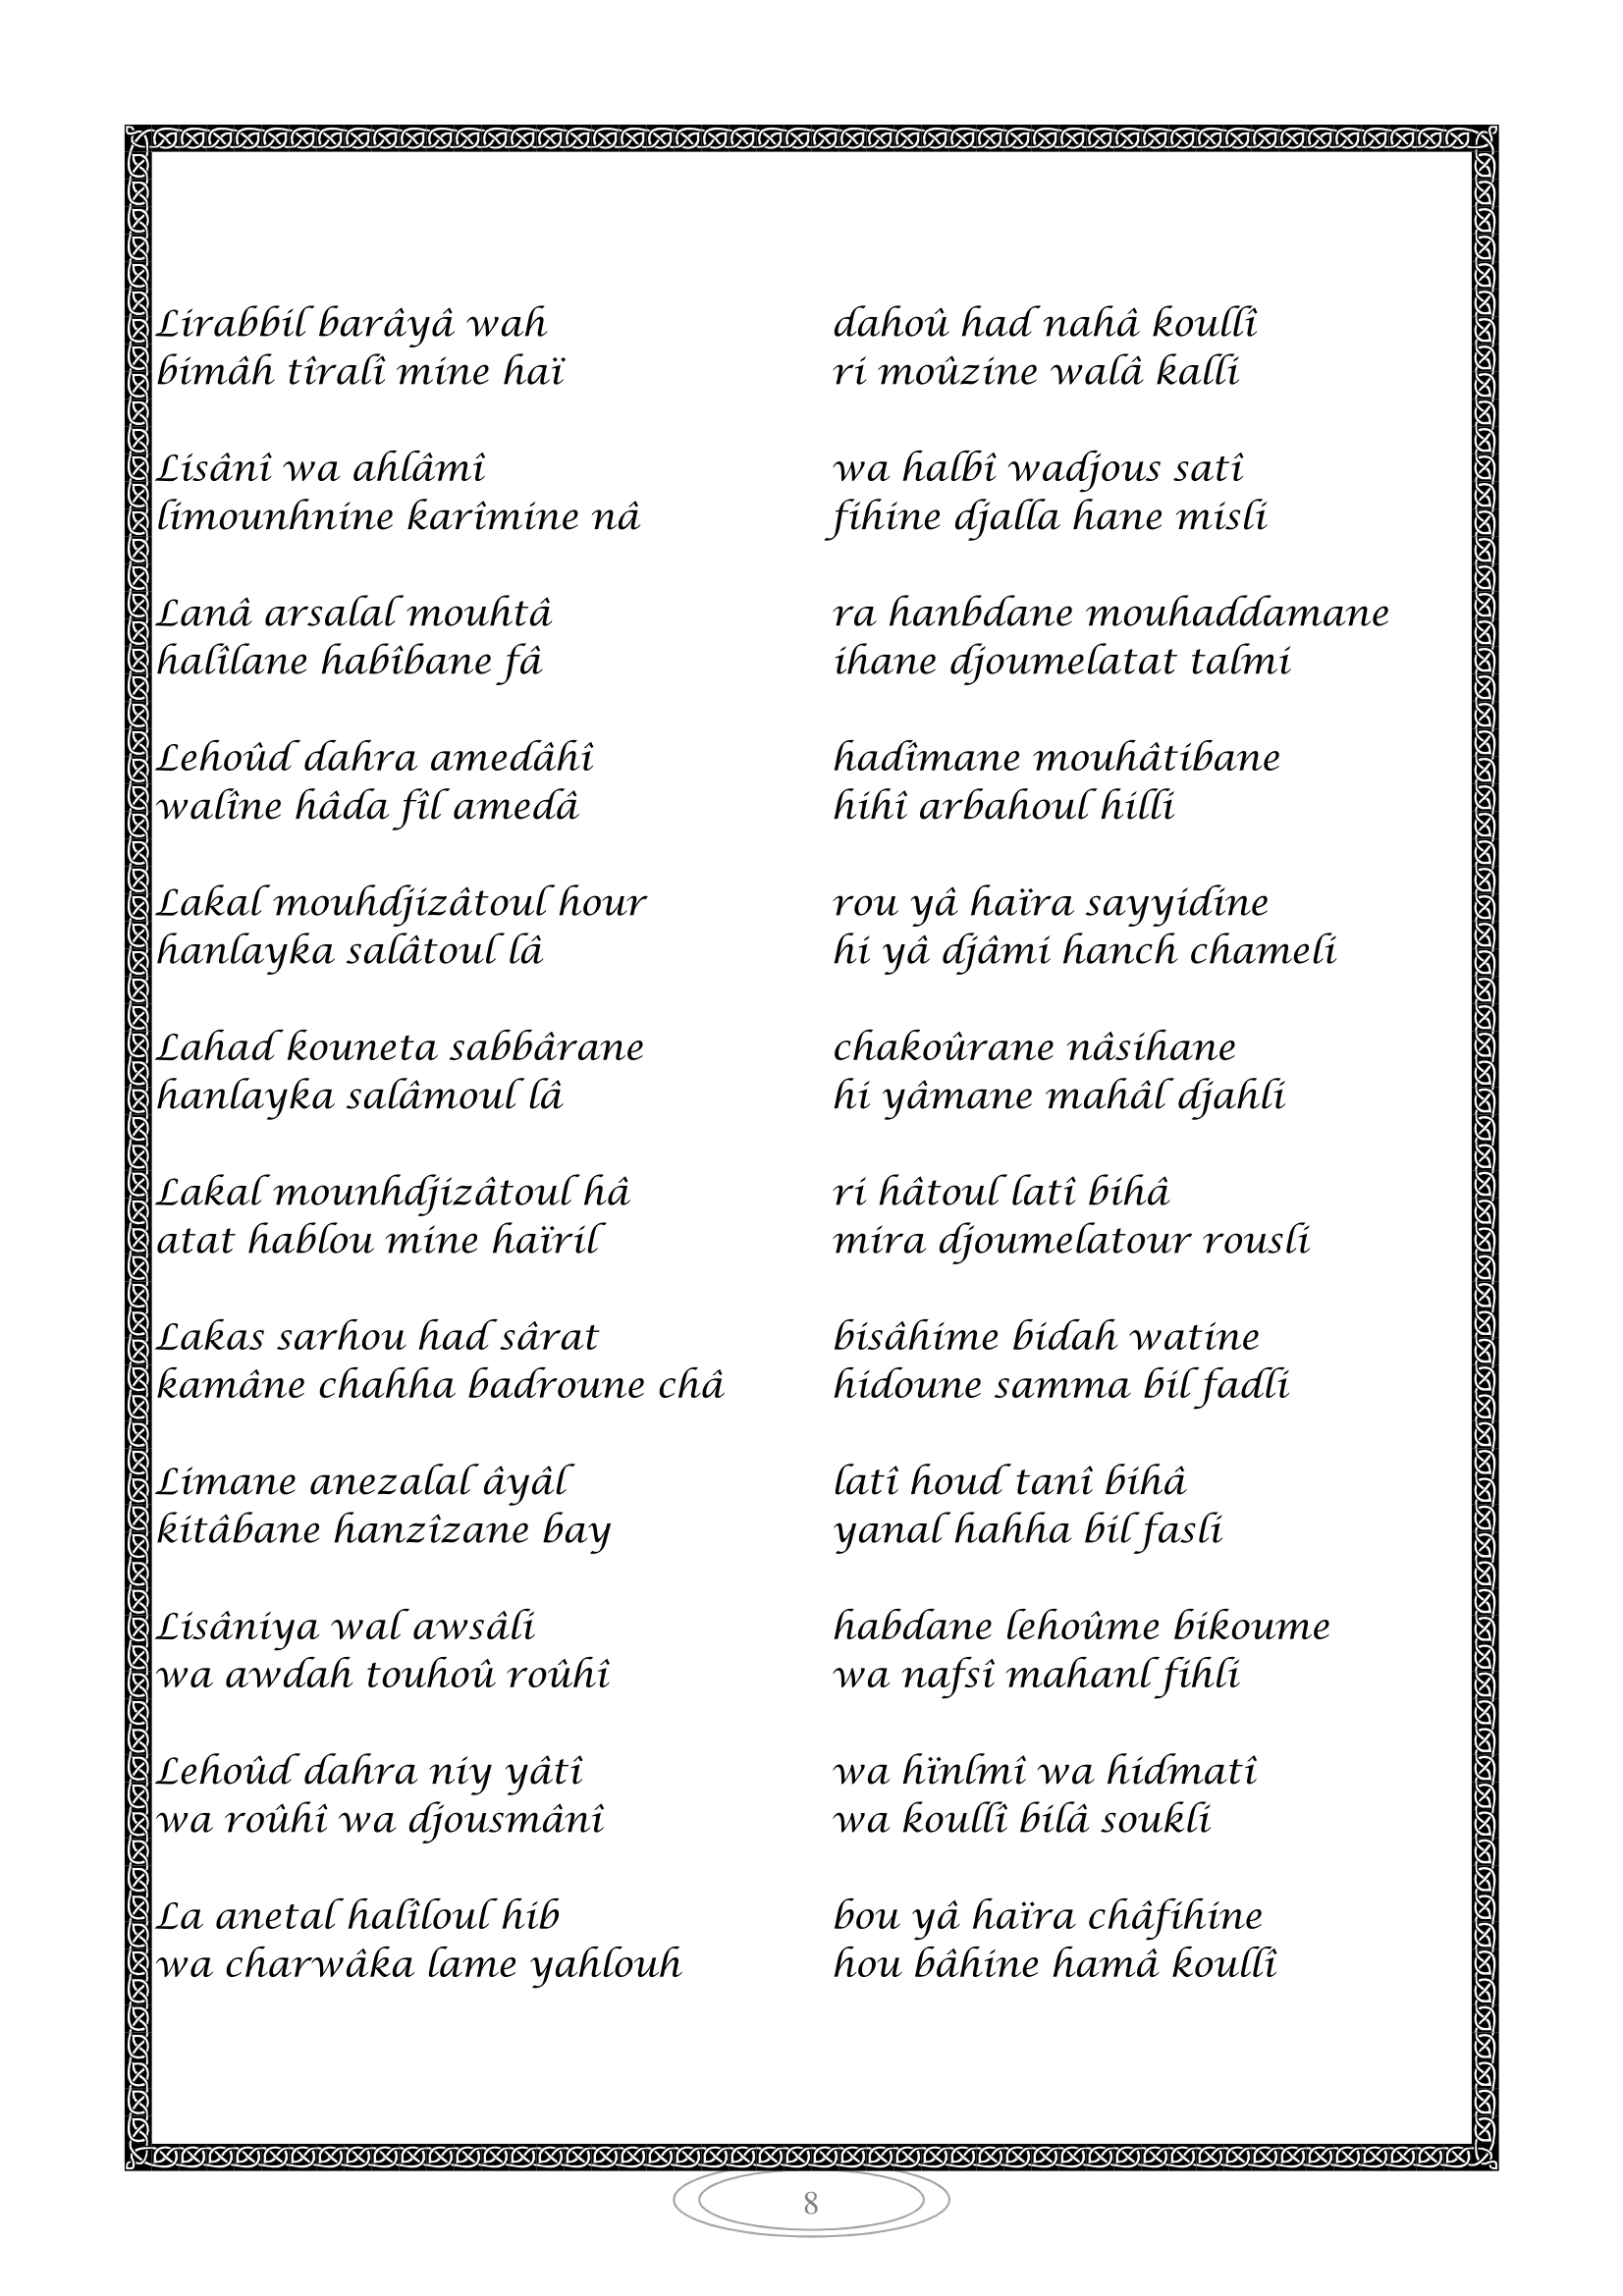 Lirabbil barâyâ wah dahoû had nahâ koullî
bimâh tîralî mine haï ri moûzine walâ kalli
Lisânî wa ahlâmî wa halbî wadjous satî
limounhnine karîmine nâ fihine djalla hane misli
Lanâ arsalal mouhtâ ra hanbdane mouhaddamane
halîlane habîbane fâ ihane djoumelatat talmi
Lehoûd dahra amedâhî hadîmane mouhâtibane
walîne hâda fîl amedâ hihî arbahoul hilli
Lakal mouhdjizâtoul hour rou yâ haïra sayyidine
hanlayka salâtoul lâ hi yâ djâmi hanch chameli
Lahad kouneta sabbârane chakoûrane nâsihane
hanlayka salâmoul lâ hi yâmane mahâl djahli
Lakal mounhdjizâtoul hâ ri hâtoul latî bihâ
atat hablou mine haïril mira djoumelatour rousli
Lakas sarhou had sârat bisâhime bidah watine
kamâne chahha badroune châ hidoune samma bil fadli
Limane anezalal âyâl latî houd tanî bihâ
kitâbane hanzîzane bay yanal hahha bil fasli
Lisâniya wal awsâli habdane lehoûme bikoume
wa awdah touhoû roûhî wa nafsî mahanl fihli
Lehoûd dahra niy yâtî wa hïnlmî wa hidmatî
wa roûhî wa djousmânî wa koullî bilâ soukli
La anetal halîloul hib bou yâ haïra châfihine
wa charwâka lame yahlouh hou bâhine hamâ koullî
8